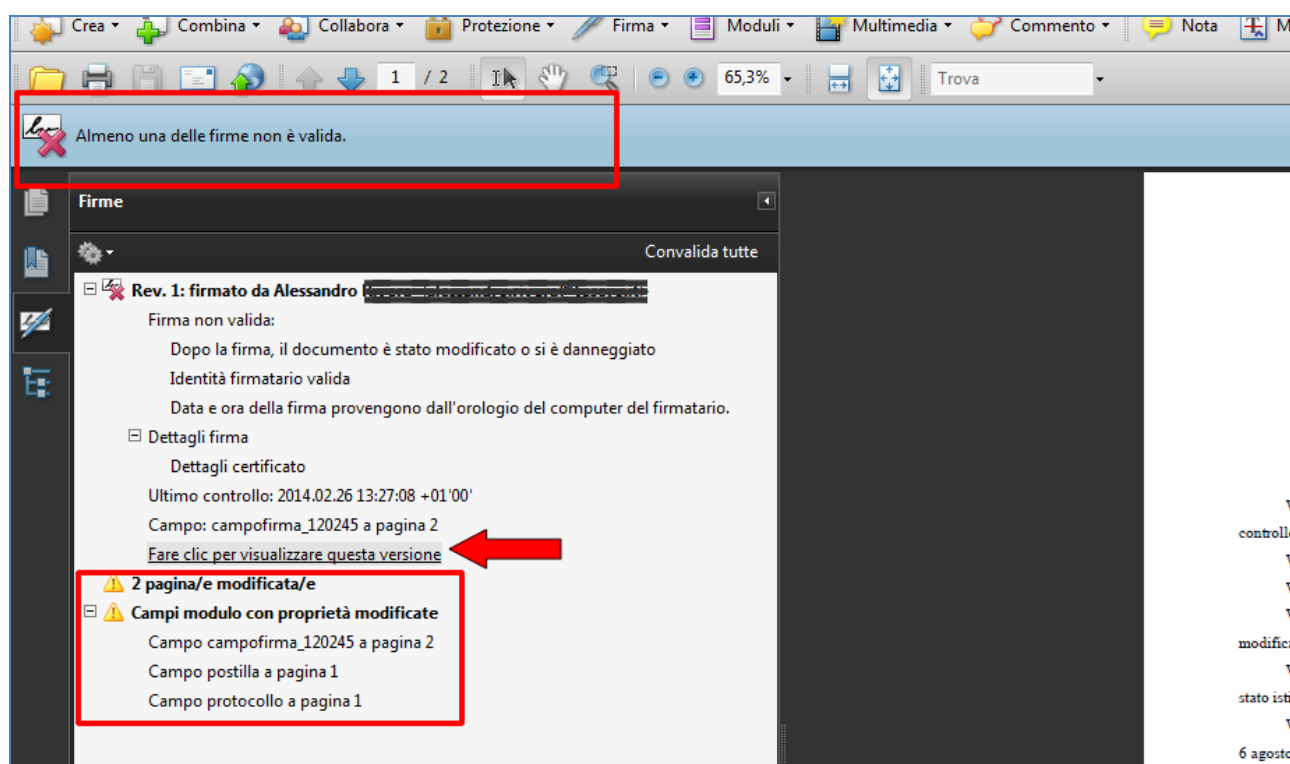 Crea Combina Collabora Protezione Firma Moduli Multimedia Commento Nota M
1 / 2 65,3% Trova
Almeno una delle firme non è valida.
Firme
Convalida tutte
Rev. 1: firmato da Alessandro
Firma non valida:
Dopo la firma, il documento è stato modificato o si è danneggiato
Identità firmatario valida
Data e ora della firma provengono dall'orologio del computer del firmatario.
Dettagli firma
Dettagli certificato
Ultimo controllo: 2014.02.26 13:27:08 +01'00'
Campo: campofirma_120245 a pagina 2
Fare clic per visualizzare questa versione
2 pagina/e modificata/e
Campi modulo con proprietà modificate
Campo campofirma_120245 a pagina 2
Campo postilla a pagina 1
Campo protocollo a pagina 1
controll
modifica
stato isti
6 agosto